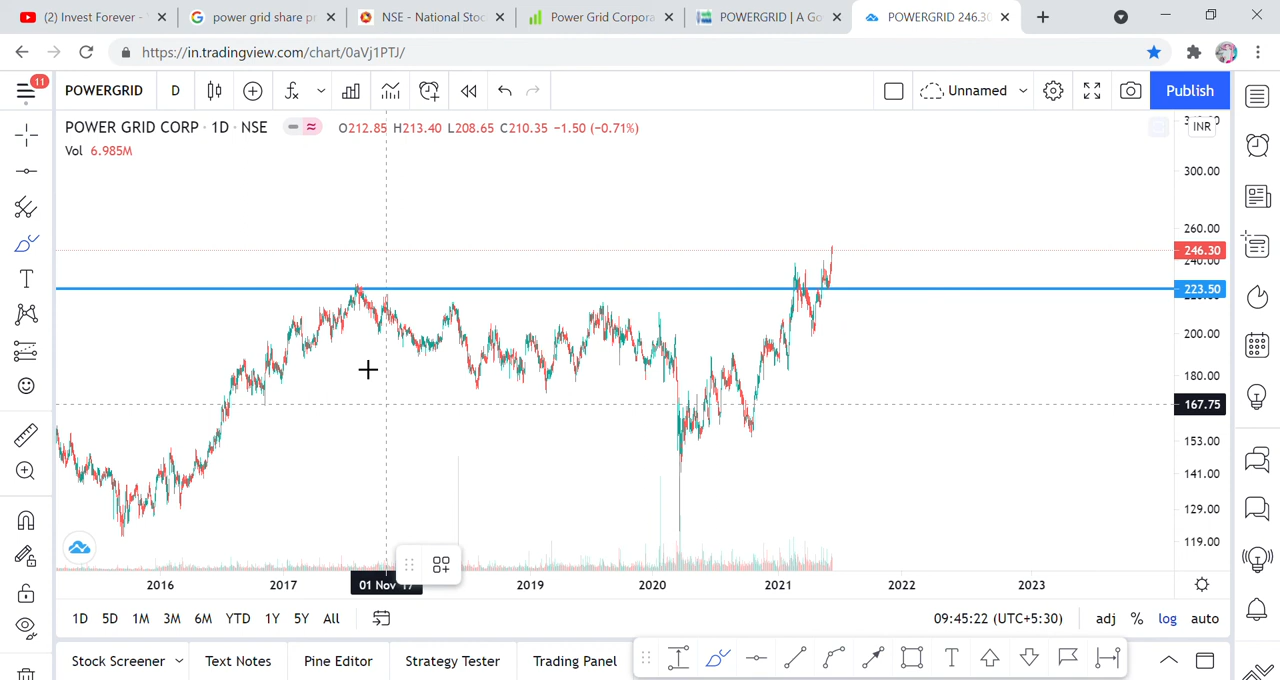 (2) Invest Forever -
power grid share pr
NSE - National Stoc
Power Grid Corpora
POWERGRID | A Go
POWERGRID 246.30
https://in.tradingview.com/chart/0aVj1PTJ/
11
POWERGRID
D
Unnamed
Publish
POWER GRID CORP · 1D · NSE
O212.85 H213.40 L208.65 C210.35 −1.50 (−0.71%)
INR
Vol 6.985M
300.00
260.00
246.30
240.00
223.50
200.00
180.00
167.75
153.00
141.00
129.00
119.00
2016
2017
01 Nov '17
2019
2020
2021
2022
2023
1D 5D 1M 3M 6M YTD 1Y 5Y All
09:45:22 (UTC+5:30)
adj % log auto
Stock Screener
Text Notes
Pine Editor
Strategy Tester
Trading Panel
T